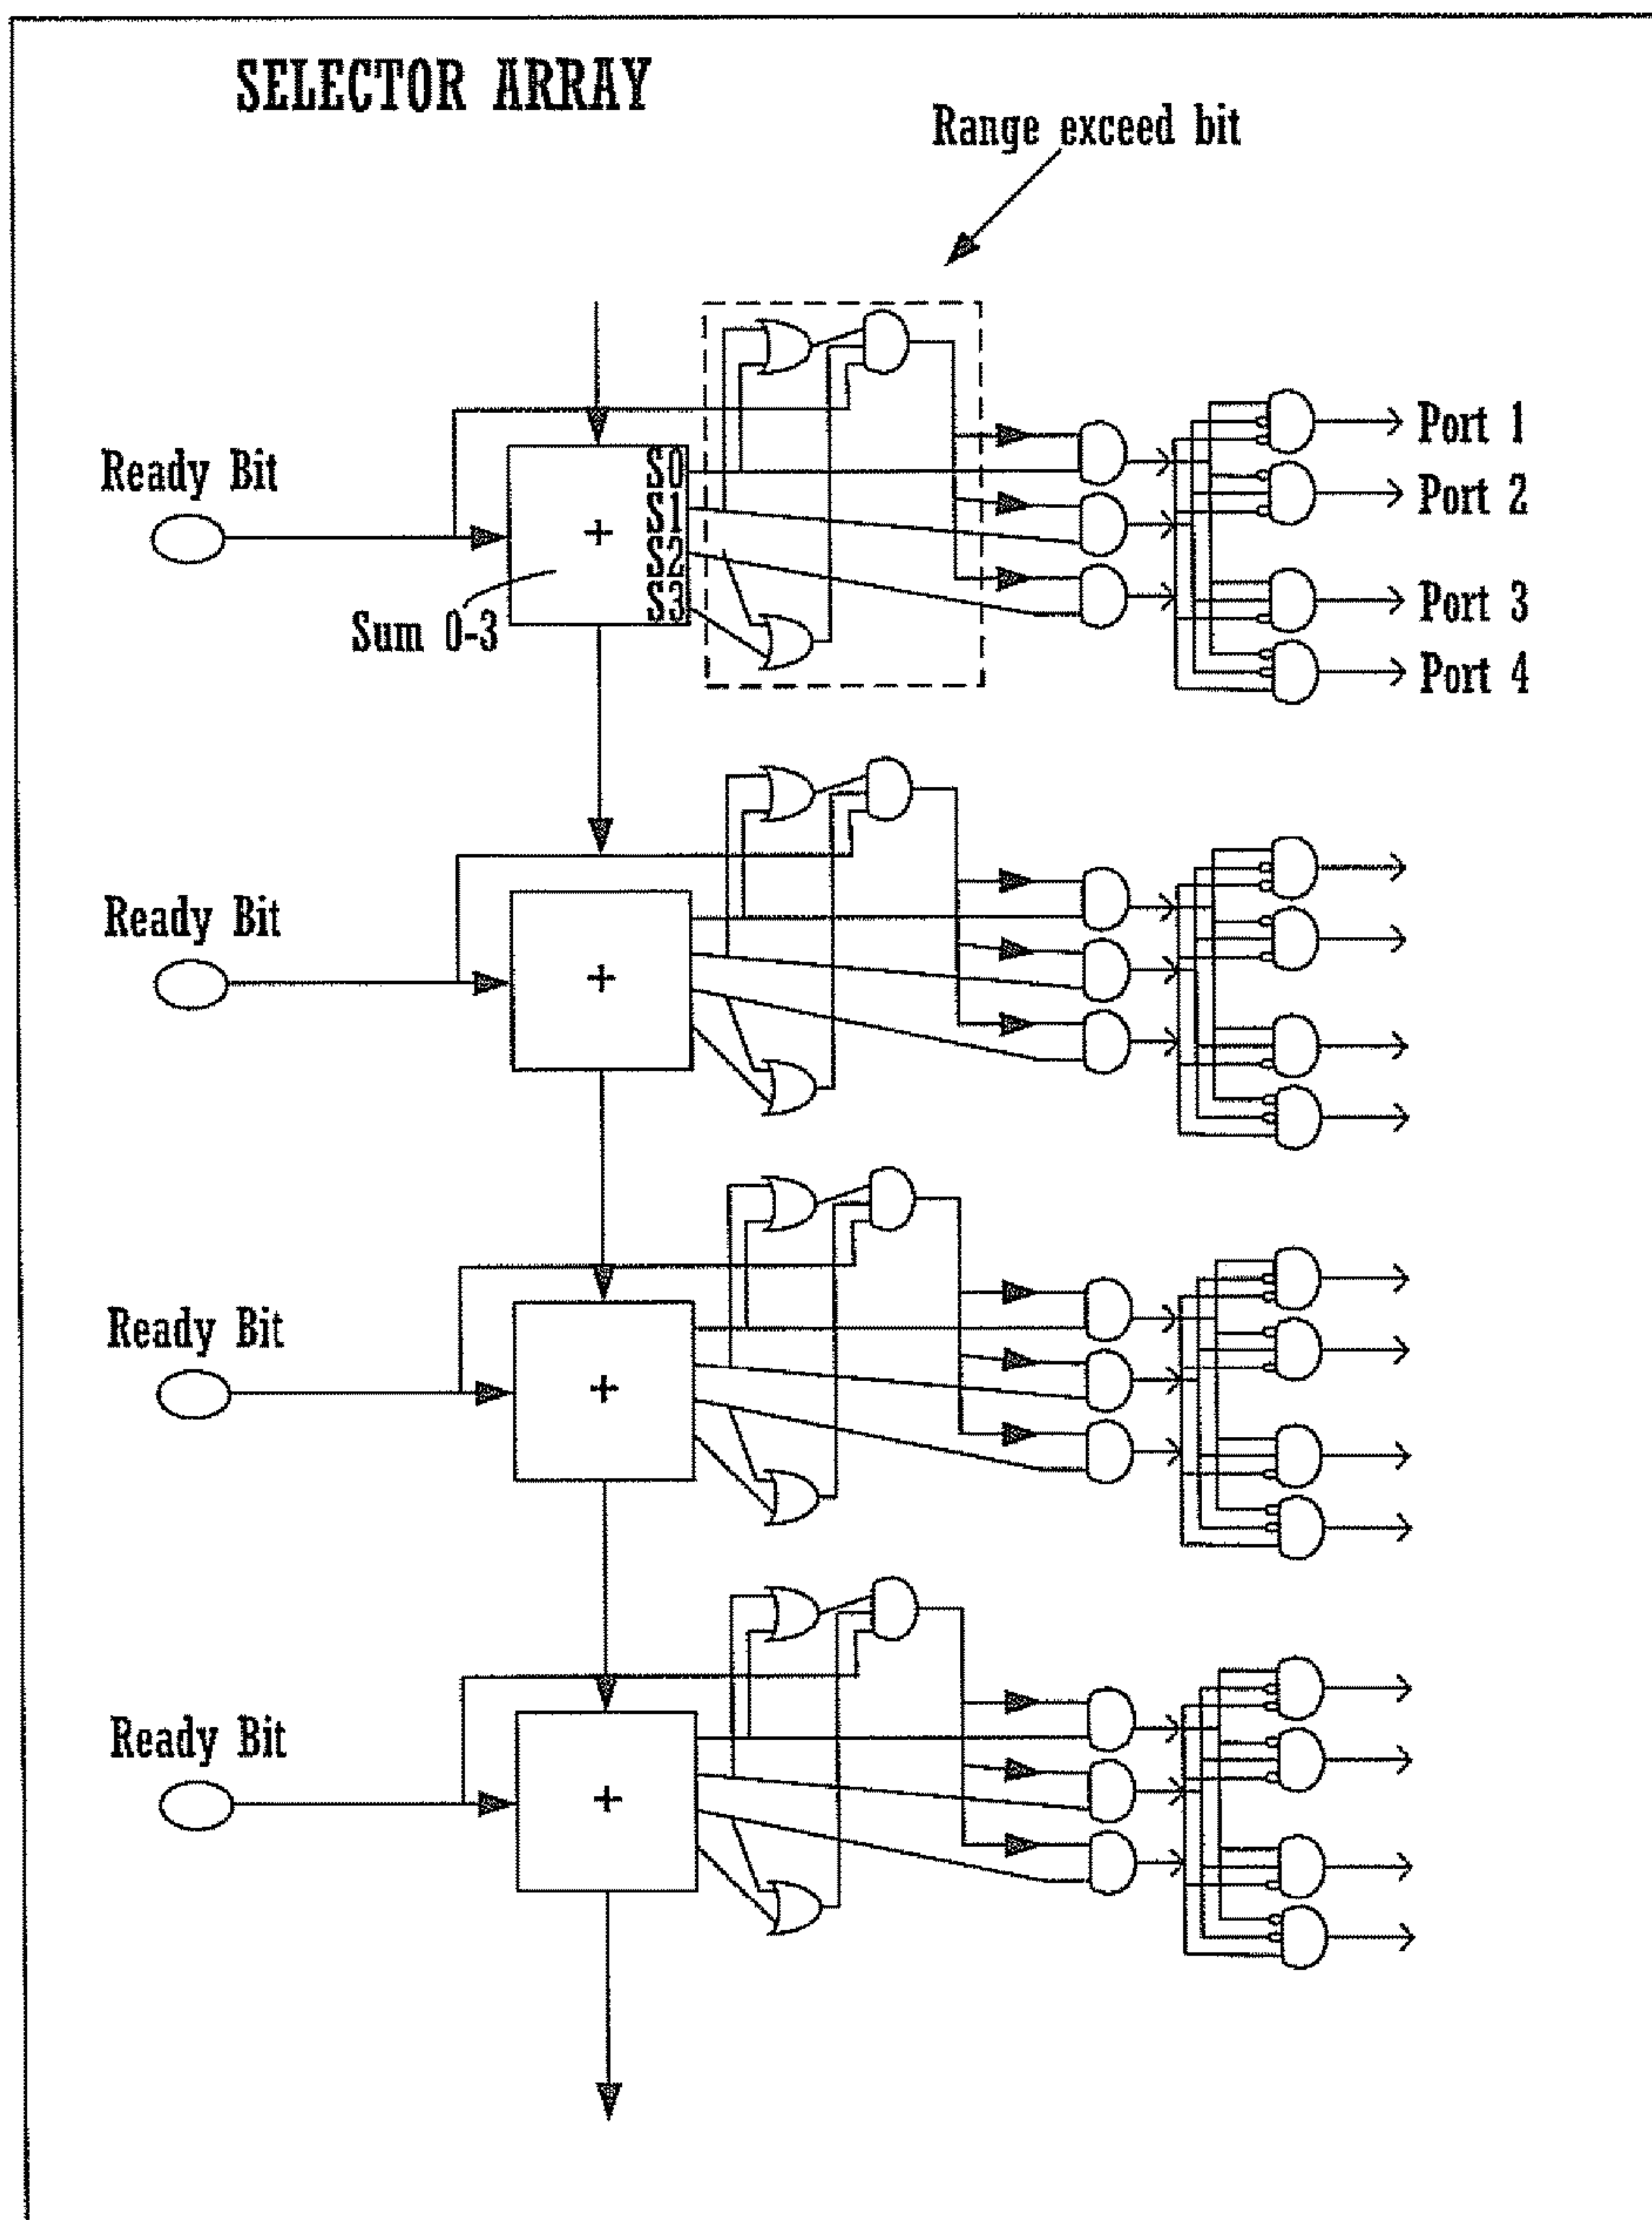 SELECTOR ARRAY
Range exceed bit
Ready Bit
+
S0
S1
S2
S3
Sum 0-3
Port 1
Port 2
Port 3
Port 4
Ready Bit
+
Ready Bit
+
Ready Bit
+